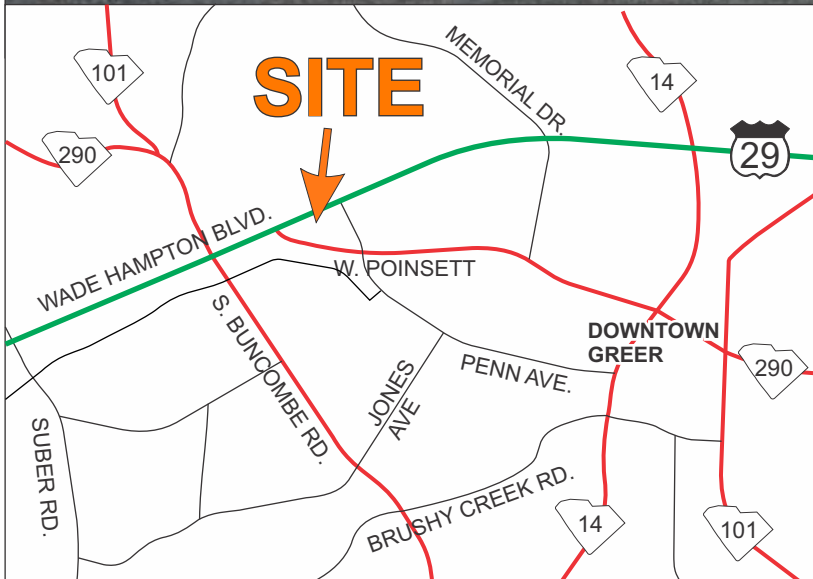 101
SITE
MEMORIAL DR.
14
29
290
WADE HAMPTON BLVD.
W. POINSETT
S. BUNCOMBE RD.
DOWNTOWN
GREER
290
PENN AVE.
JONES
AVE
SUBER RD.
BRUSHY CREEK RD.
14
101